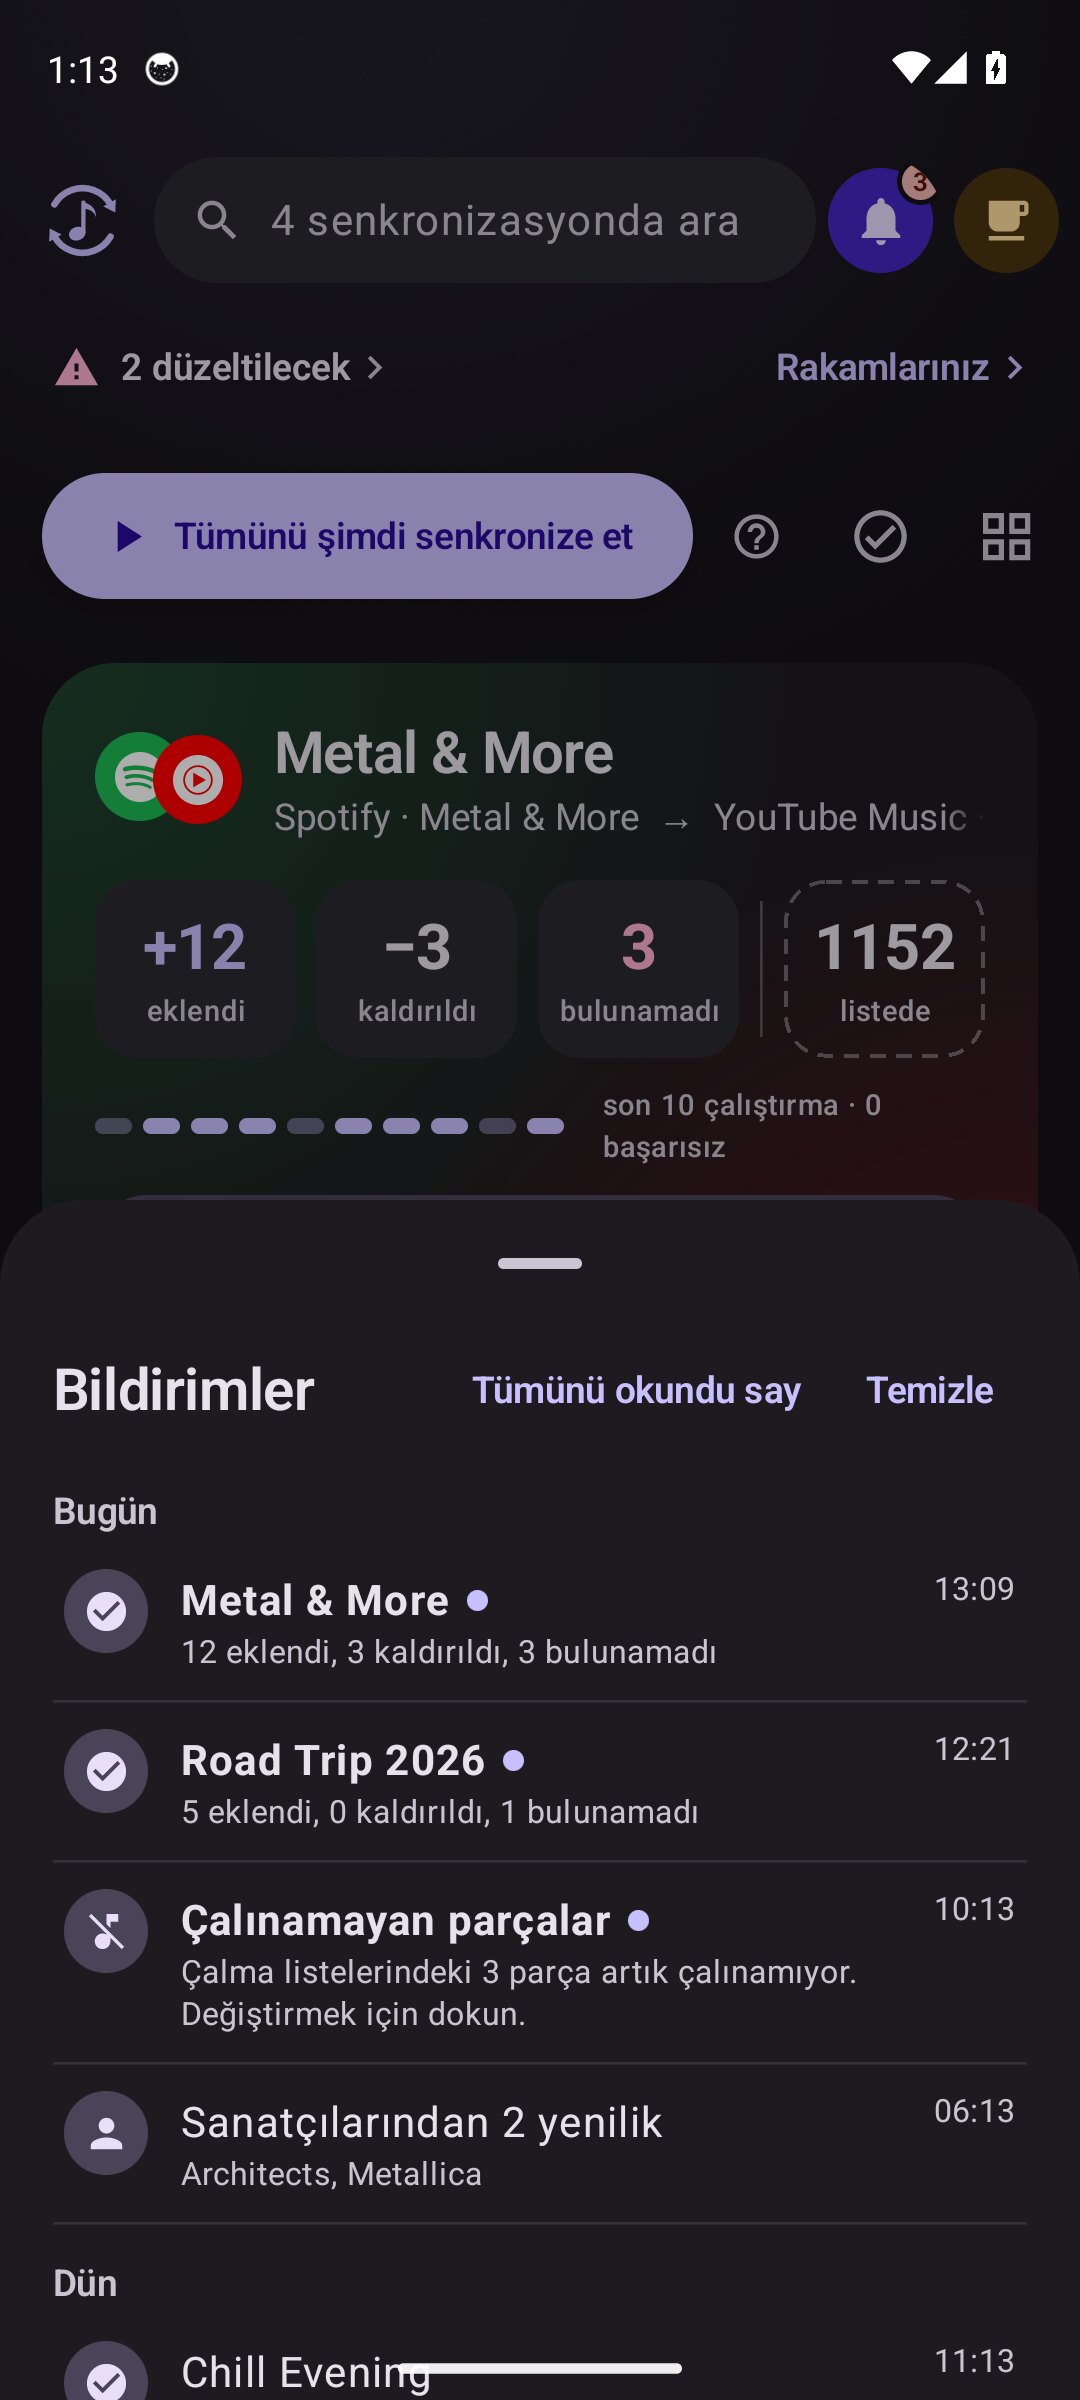 1:13
4 senkronizasyonda ara
3
2 düzeltilecek
Rakamlarınız
Tümünü şimdi senkronize et
Metal & More
Spotify · Metal & More → YouTube Music ·
+12
eklendi
−3
kaldırıldı
3
bulunamadı
1152
listede
son 10 çalıştırma · 0
başarısız
Bildirimler
Tümünü okundu say
Temizle
Bugün
Metal & More
13:09
12 eklendi, 3 kaldırıldı, 3 bulunamadı
Road Trip 2026
12:21
5 eklendi, 0 kaldırıldı, 1 bulunamadı
Çalınamayan parçalar
10:13
Çalma listelerindeki 3 parça artık çalınamıyor.
Değiştirmek için dokun.
Sanatçılarından 2 yenilik
06:13
Architects, Metallica
Dün
Chill Evening
11:13